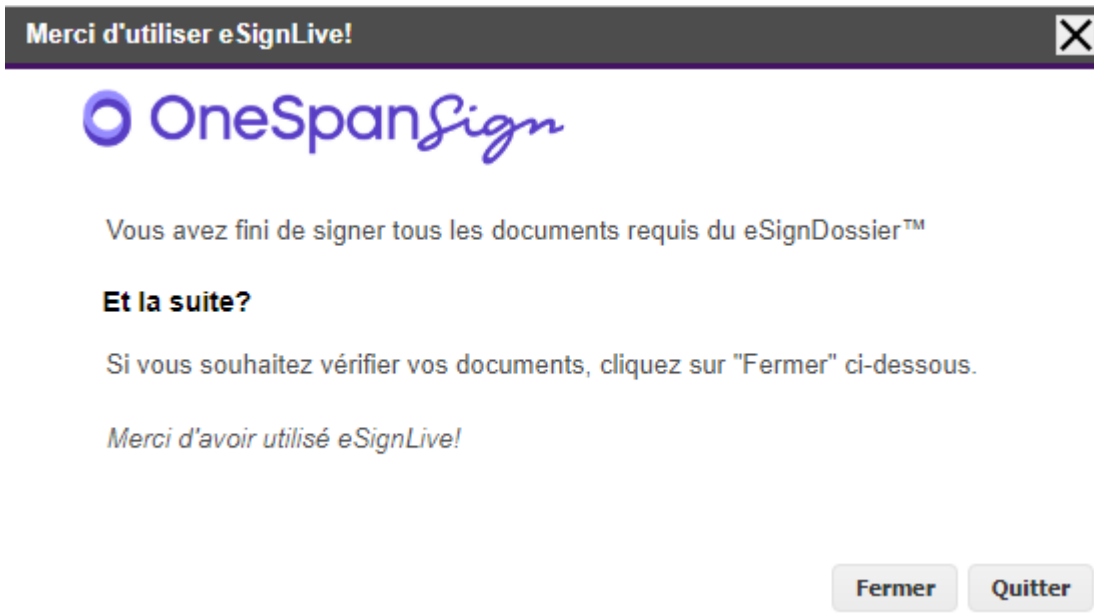 Merci d'utiliser eSignLive!
OneSpanSign
Vous avez fini de signer tous les documents requis du eSignDossier™
Et la suite?
Si vous souhaitez vérifier vos documents, cliquez sur "Fermer" ci-dessous.
Merci d'avoir utilisé eSignLive!
Fermer Quitter